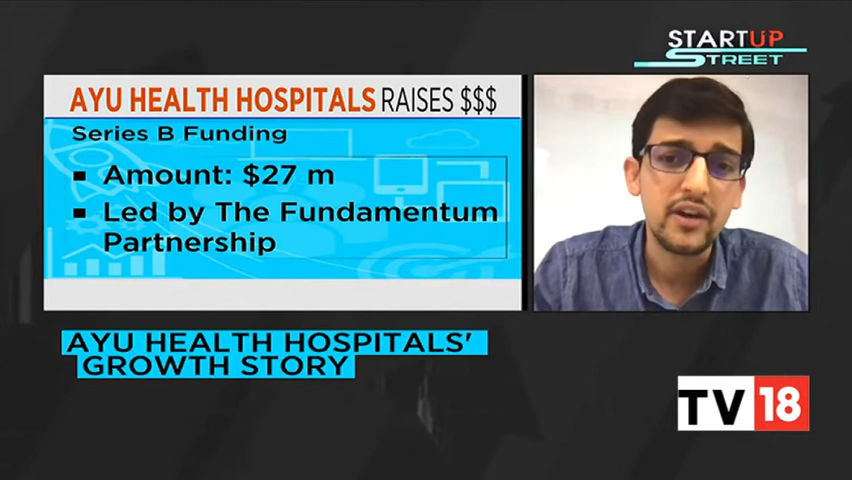 STARTUP
STREET
AYU HEALTH HOSPITALS RAISES $$$
Series B Funding
▪ Amount: $27 m
▪ Led by The Fundamentum
Partnership
AYU HEALTH HOSPITALS'
GROWTH STORY
TV18